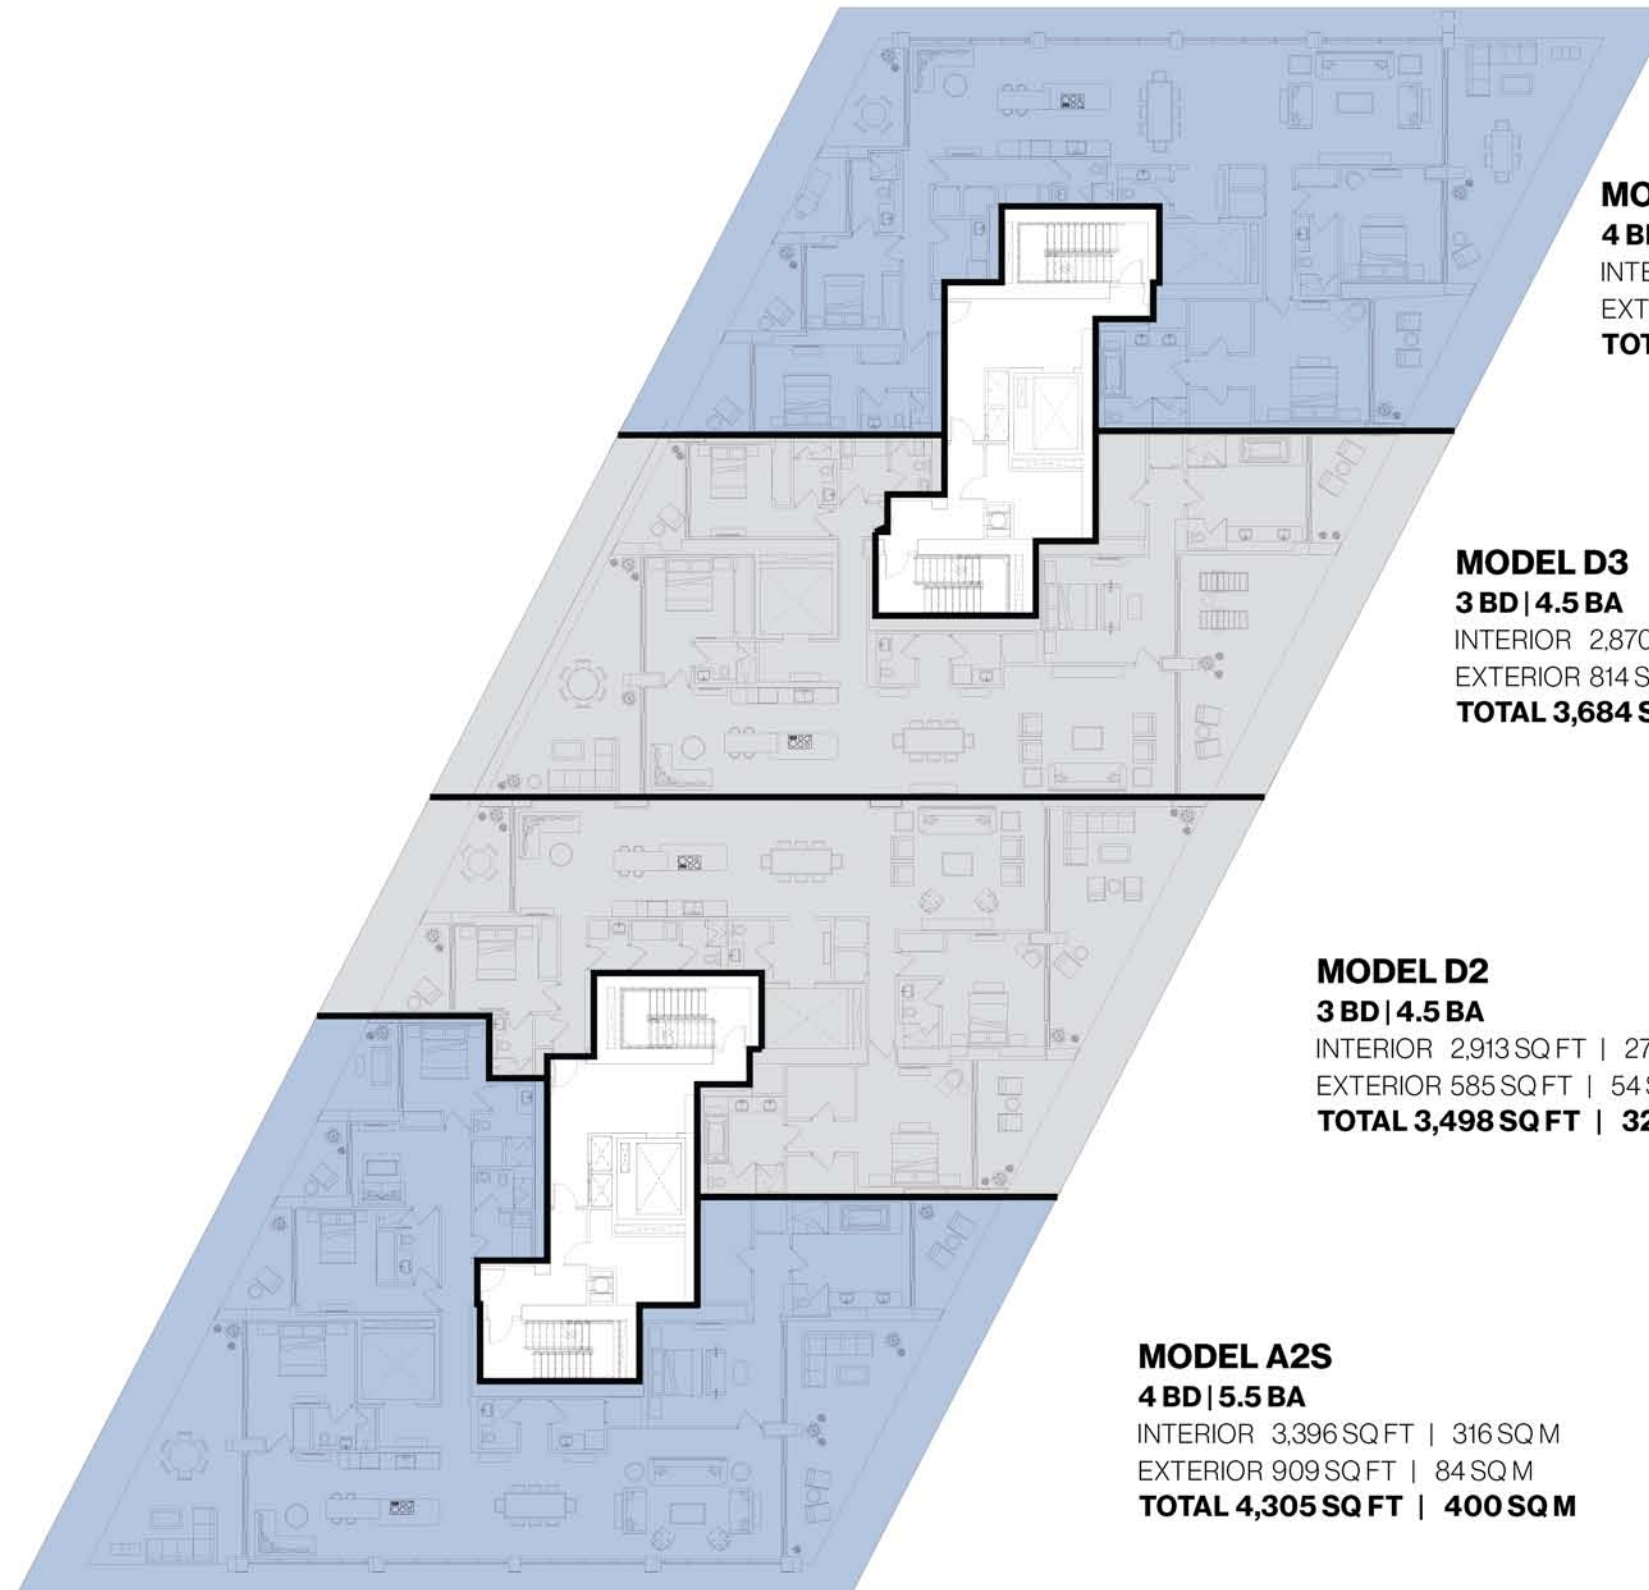 MO
4 B
INTE
EXT
TOT
MODEL D3
3 BD | 4.5 BA
INTERIOR 2,870
EXTERIOR 814 S
TOTAL 3,684 S
MODEL D2
3 BD | 4.5 BA
INTERIOR 2,913 SQ FT | 27
EXTERIOR 585 SQ FT | 54 S
TOTAL 3,498 SQ FT | 32
MODEL A2S
4 BD | 5.5 BA
INTERIOR 3,396 SQ FT | 316 SQ M
EXTERIOR 909 SQ FT | 84 SQ M
TOTAL 4,305 SQ FT | 400 SQ M